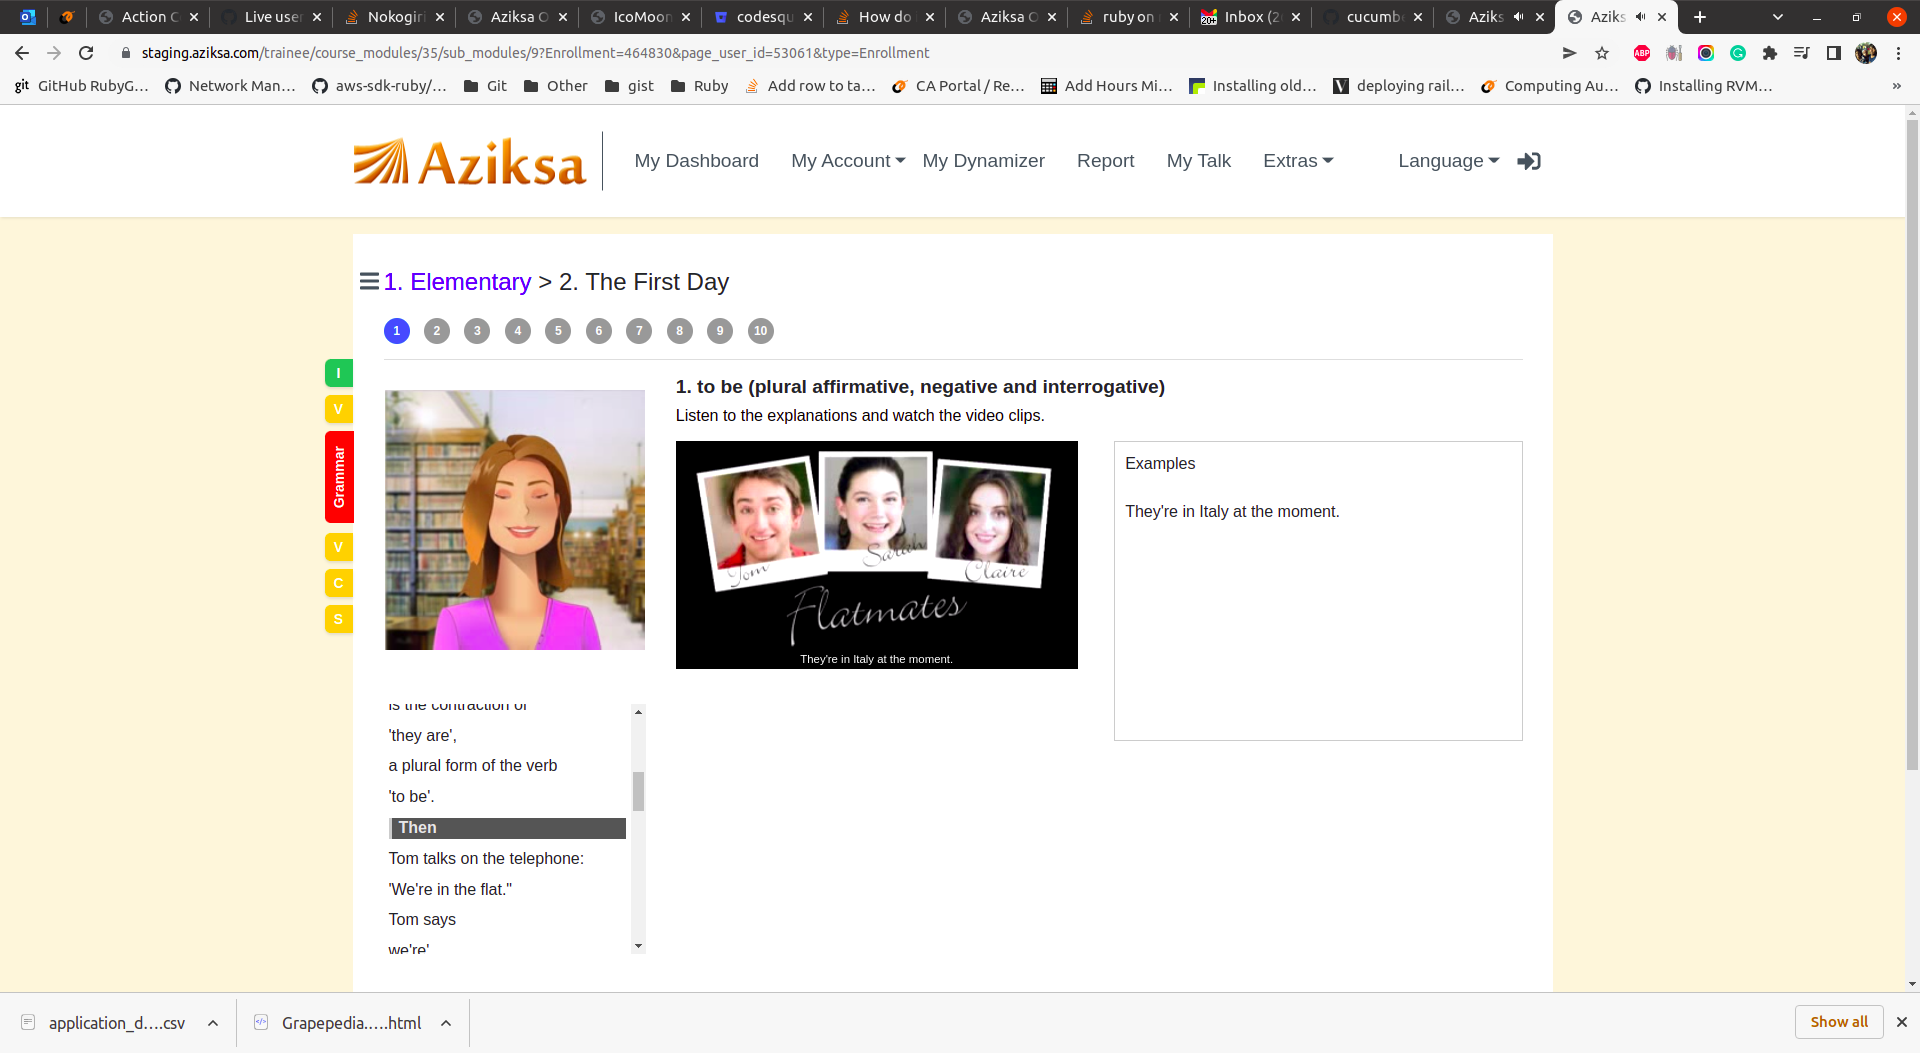 Action C
Live user
Nokogiri
Aziksa O
IcoMoon
codesqu
How do
Aziksa O
ruby on
Inbox (2
cucumbe
Aziks
Aziks
staging.aziksa.com/trainee/course_modules/35/sub_modules/9?Enrollment=464830&page_user_id=53061&type=Enrollment
ABP
git GitHub RubyG...
Network Man...
aws-sdk-ruby/...
Git
Other
gist
Ruby
Add row to ta...
CA Portal / Re...
Add Hours Mi...
Installing old...
deploying rail...
Computing Au...
Installing RVM...
»
Aziksa
My Dashboard
My Account
My Dynamizer
Report
My Talk
Extras
Language
1. Elementary > 2. The First Day
1 2 3 4 5 6 7 8 9 10
I
V
Grammar
V
C
S
1. to be (plural affirmative, negative and interrogative)
Listen to the explanations and watch the video clips.
Tom
Sarah
Claire
Flatmates
They're in Italy at the moment.
Examples
They're in Italy at the moment.
is the contraction of
'they are',
a plural form of the verb
'to be'.
Then
Tom talks on the telephone:
'We're in the flat."
Tom says
we're'
application_d....csv
Grapepedia.....html
Show all